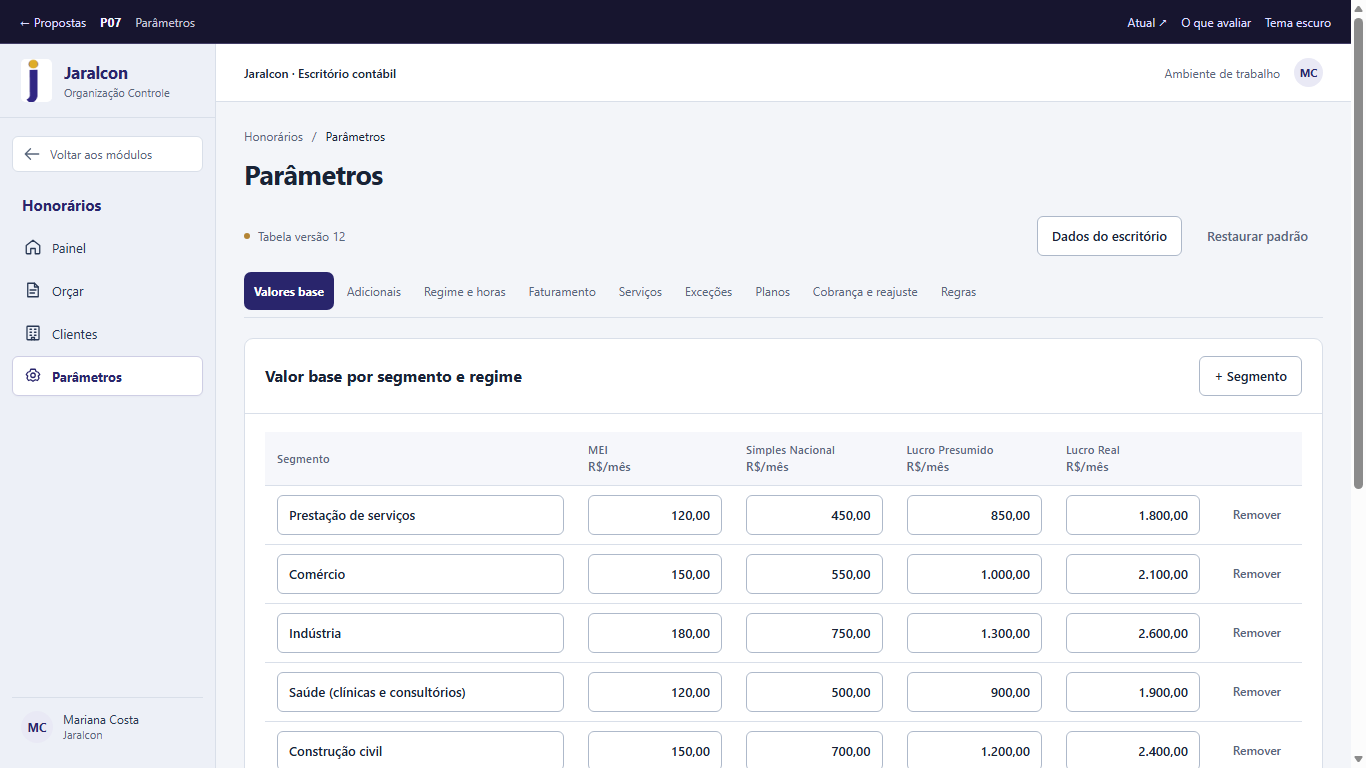 ← Propostas P07 Parâmetros Atual ↗ O que avaliar Tema escuro
Jaralcon
Organização Controle
Jaralcon · Escritório contábil Ambiente de trabalho MC
Voltar aos módulos
Honorários
Painel
Orçar
Clientes
Parâmetros
MC Mariana Costa
Jaralcon
Honorários / Parâmetros
Parâmetros
Tabela versão 12 Dados do escritório Restaurar padrão
Valores base Adicionais Regime e horas Faturamento Serviços Exceções Planos Cobrança e reajuste Regras
Valor base por segmento e regime + Segmento
Segmento MEI R$/mês Simples Nacional R$/mês Lucro Presumido R$/mês Lucro Real R$/mês
Prestação de serviços 120,00 450,00 850,00 1.800,00 Remover
Comércio 150,00 550,00 1.000,00 2.100,00 Remover
Indústria 180,00 750,00 1.300,00 2.600,00 Remover
Saúde (clínicas e consultórios) 120,00 500,00 900,00 1.900,00 Remover
Construção civil 150,00 700,00 1.200,00 2.400,00 Remover